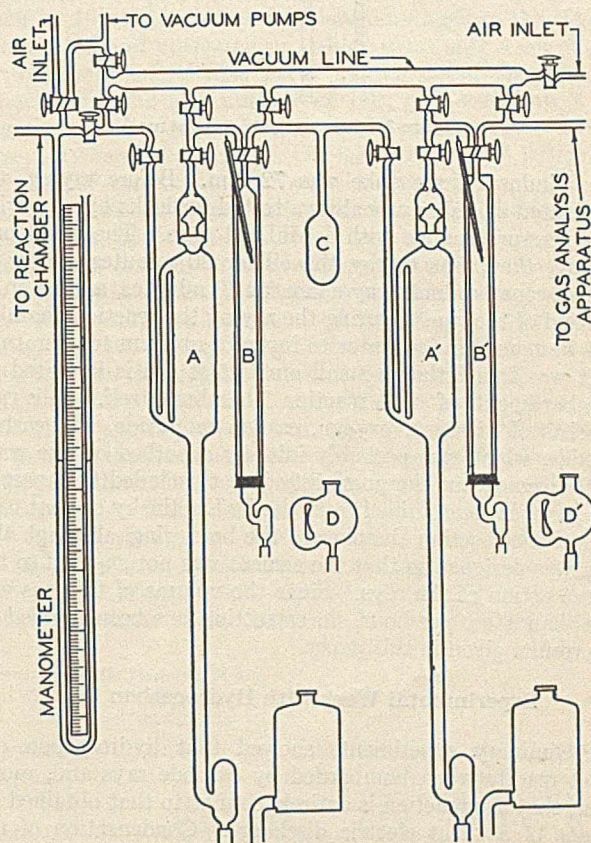 TO VACUUM PUMPS
AIR
INLET
VACUUM LINE
AIR INLET
TO REACTION
CHAMBER
TO GAS ANALYSIS
APPARATUS
C
A
B
A'
B'
D
D'
MANOMETER